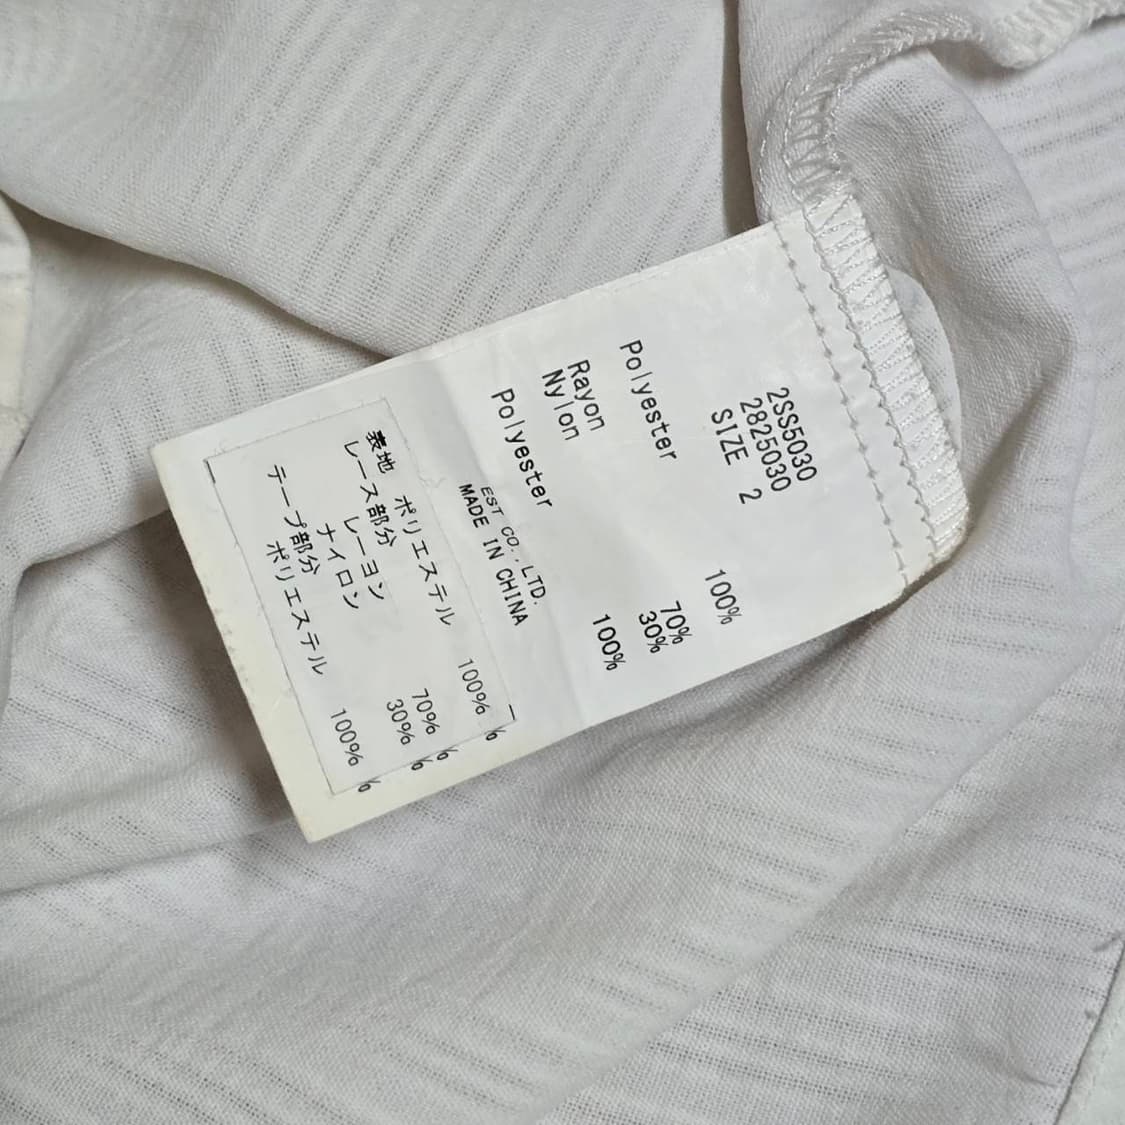 2SS5030
2825030
SIZE 2
Polyester 100%
Rayon 70%
Nylon 30%
Polyester 100%
EST CO., LTD.
MADE IN CHINA
表地 ポリエステル 100%
レース部分
レーヨン 70%
ナイロン 30%
テープ部分
ポリエステル 100%